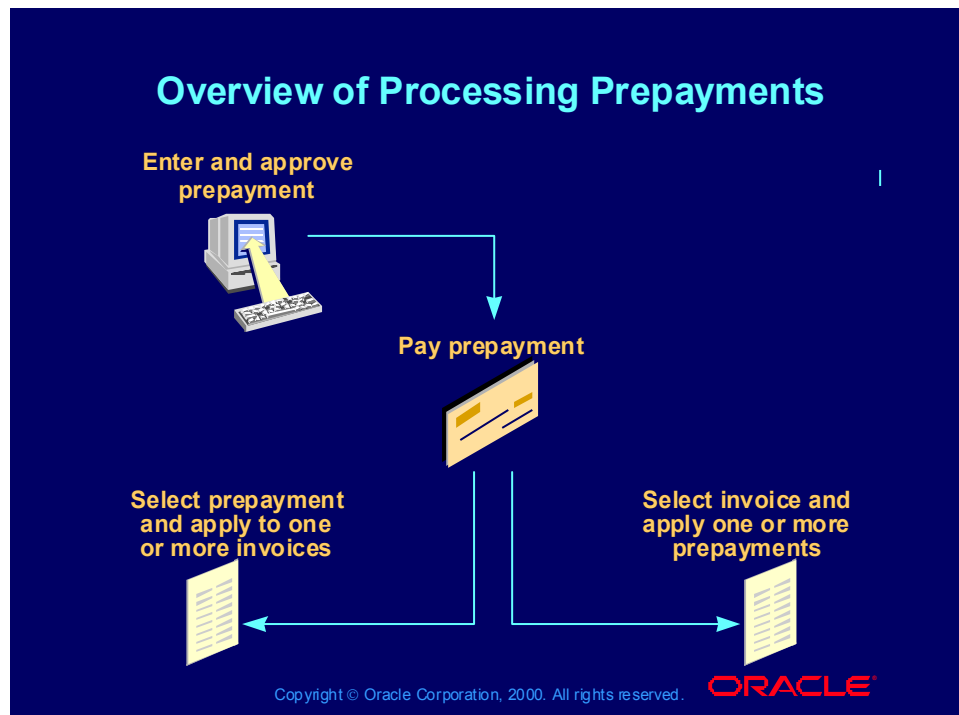 Overview of Processing Prepayments
Enter and approve
prepayment
Pay prepayment
Select prepayment
and apply to one
or more invoices
Select invoice and
apply one or more
prepayments
Copyright © Oracle Corporation, 2000. All rights reserved.
ORACLE®